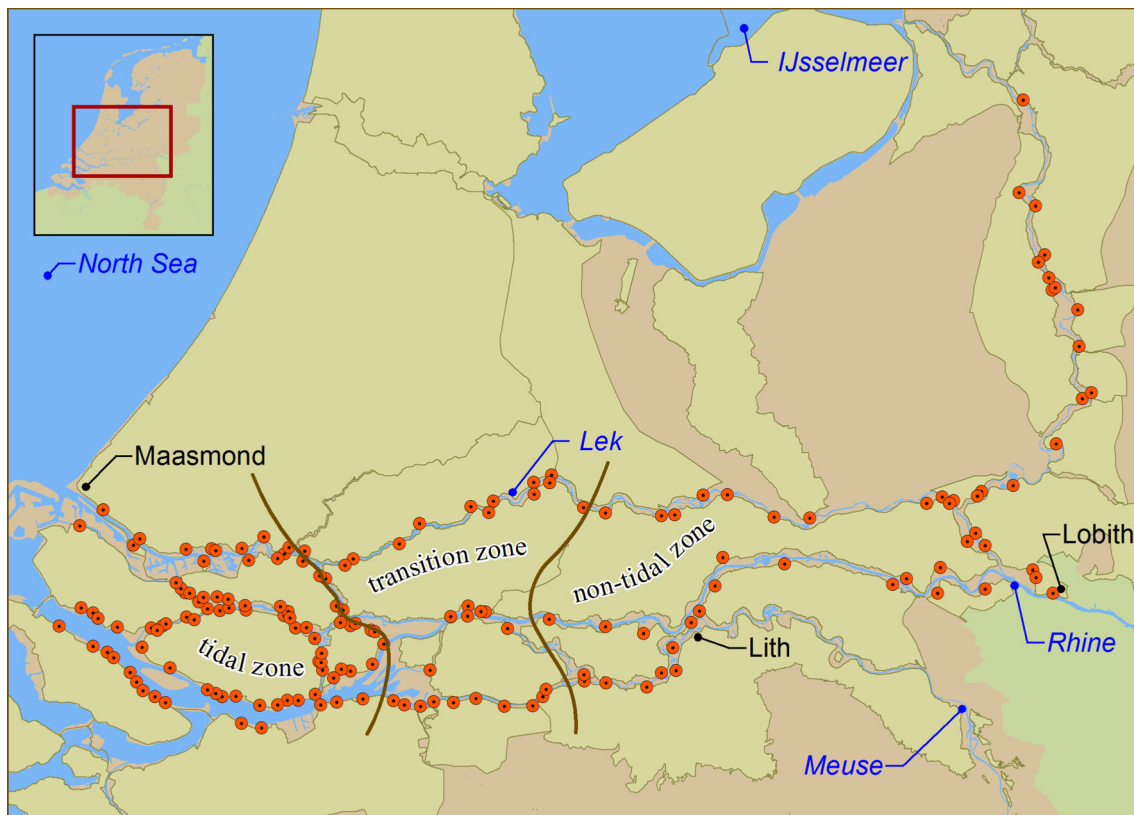 IJsselmeer
North Sea
Maasmond
Lek
transition zone
non-tidal zone
Lobith
tidal zone
Lith
Rhine
Meuse